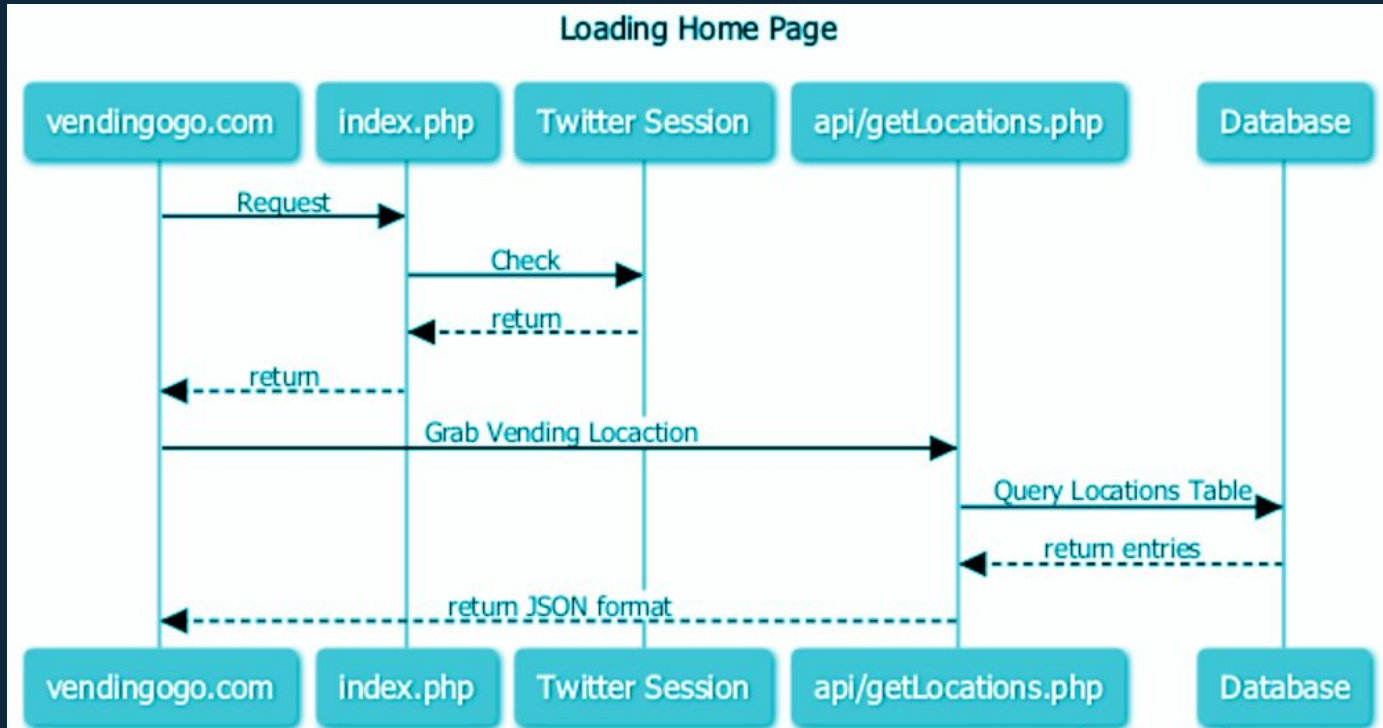 Loading Home Page
vendingogo.com index.php Twitter Session api/getLocations.php Database
Request
Check
return
return
Grab Vending Locaction
Query Locations Table
return entries
return JSON format
vendingogo.com index.php Twitter Session api/getLocations.php Database